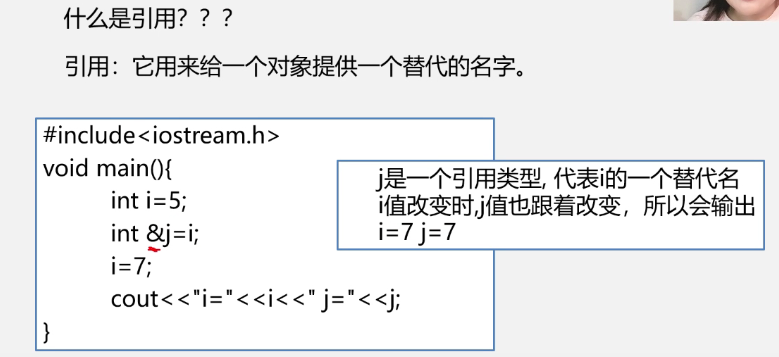 什么是引用？？？
引用：它用来给一个对象提供一个替代的名字。
#include<iostream.h>
void main(){
int i=5;
int &j=i;
i=7;
cout<<"i="<<i<<" j="<<j;
}
j是一个引用类型, 代表i的一个替代名
i值改变时,j值也跟着改变，所以会输出
i=7 j=7